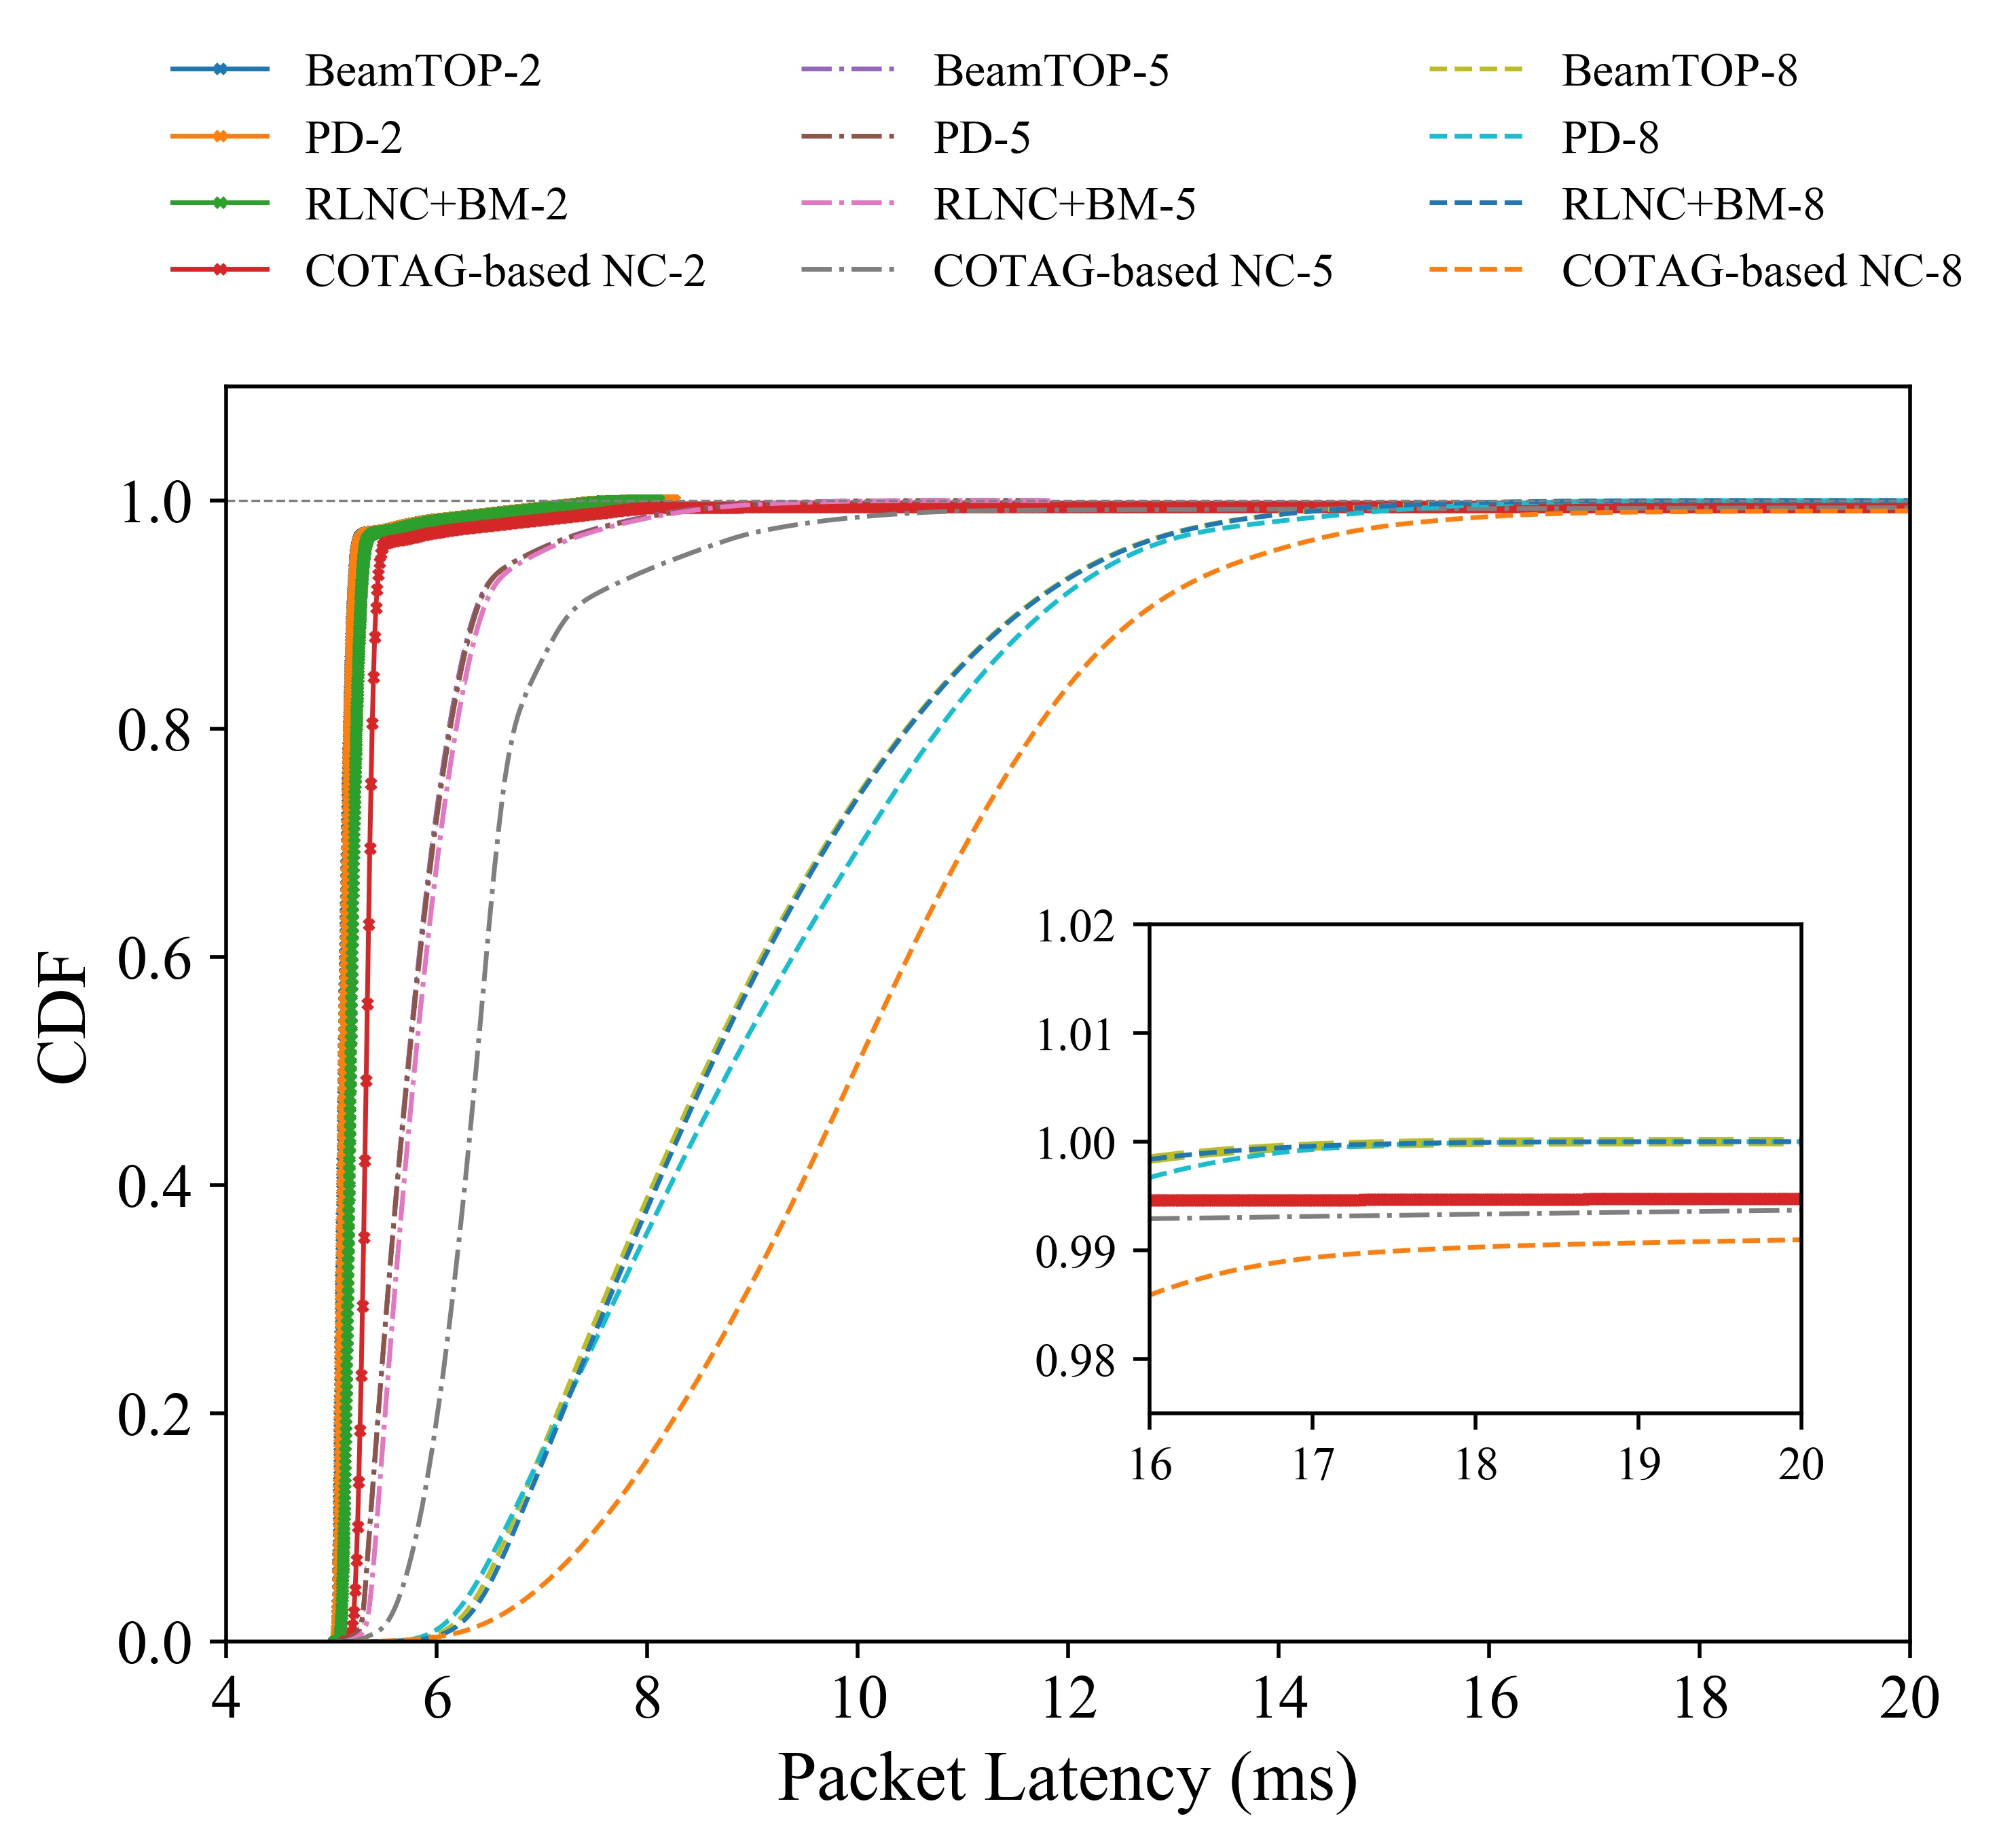 BeamTOP-2 BeamTOP-5 BeamTOP-8
PD-2 PD-5 PD-8
RLNC+BM-2 RLNC+BM-5 RLNC+BM-8
COTAG-based NC-2 COTAG-based NC-5 COTAG-based NC-8
1.0
0.8
0.6
0.4
0.2
0.0
CDF
1.02
1.01
1.00
0.99
0.98
16 17 18 19 20
4 6 8 10 12 14 16 18 20
Packet Latency (ms)